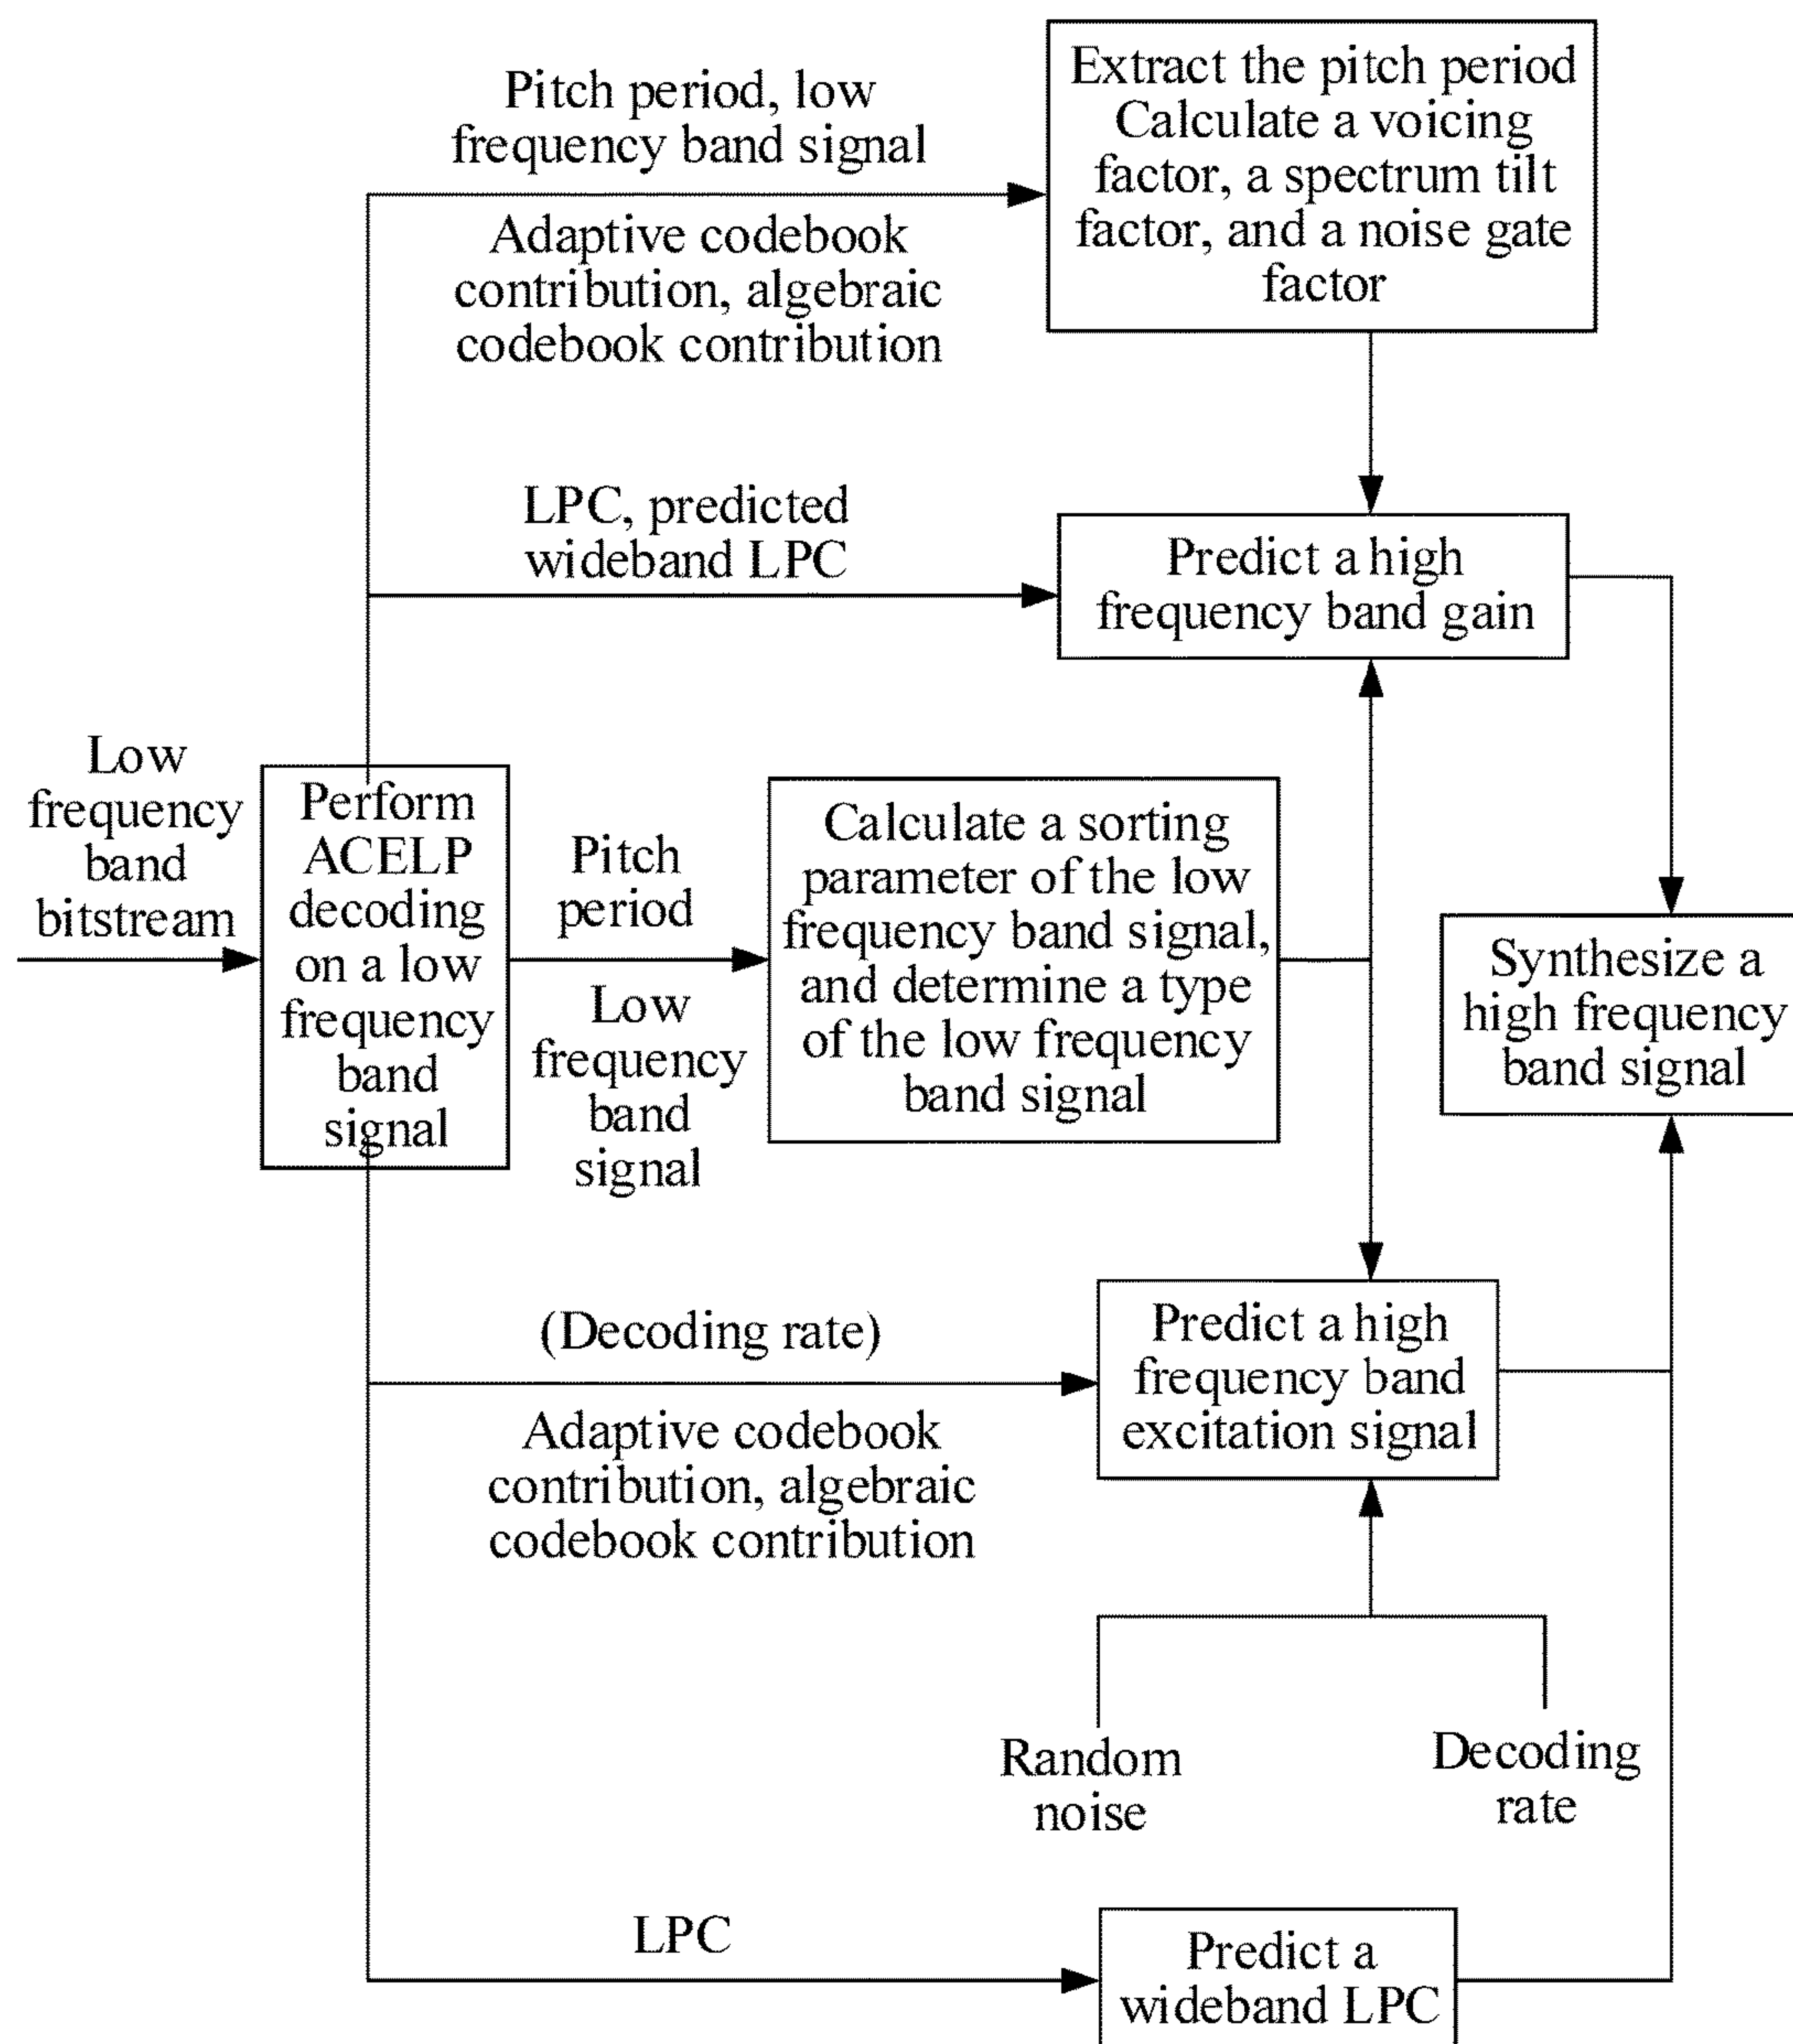 Pitch period, low
frequency band signal
Adaptive codebook
contribution, algebraic
codebook contribution
Extract the pitch period
Calculate a voicing
factor, a spectrum tilt
factor, and a noise gate
factor
LPC, predicted
wideband LPC
Predict a high
frequency band gain
Low
frequency
band
bitstream
Perform
ACELP
decoding
on a low
frequency
band
signal
Pitch
period
Low
frequency
band
signal
Calculate a sorting
parameter of the low
frequency band signal,
and determine a type
of the low frequency
band signal
Synthesize a
high frequency
band signal
(Decoding rate)
Adaptive codebook
contribution, algebraic
codebook contribution
Predict a high
frequency band
excitation signal
Random
noise
Decoding
rate
LPC
Predict a
wideband LPC